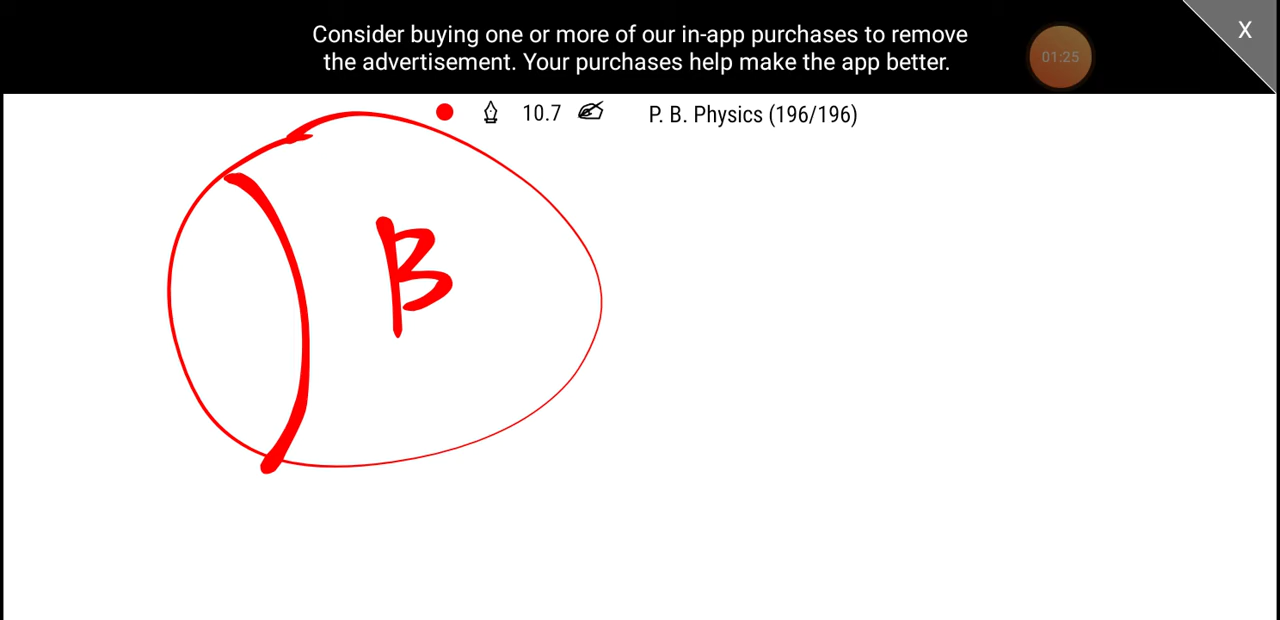 Consider buying one or more of our in-app purchases to remove
the advertisement. Your purchases help make the app better.
01:25
X
10.7 P. B. Physics (196/196)
B